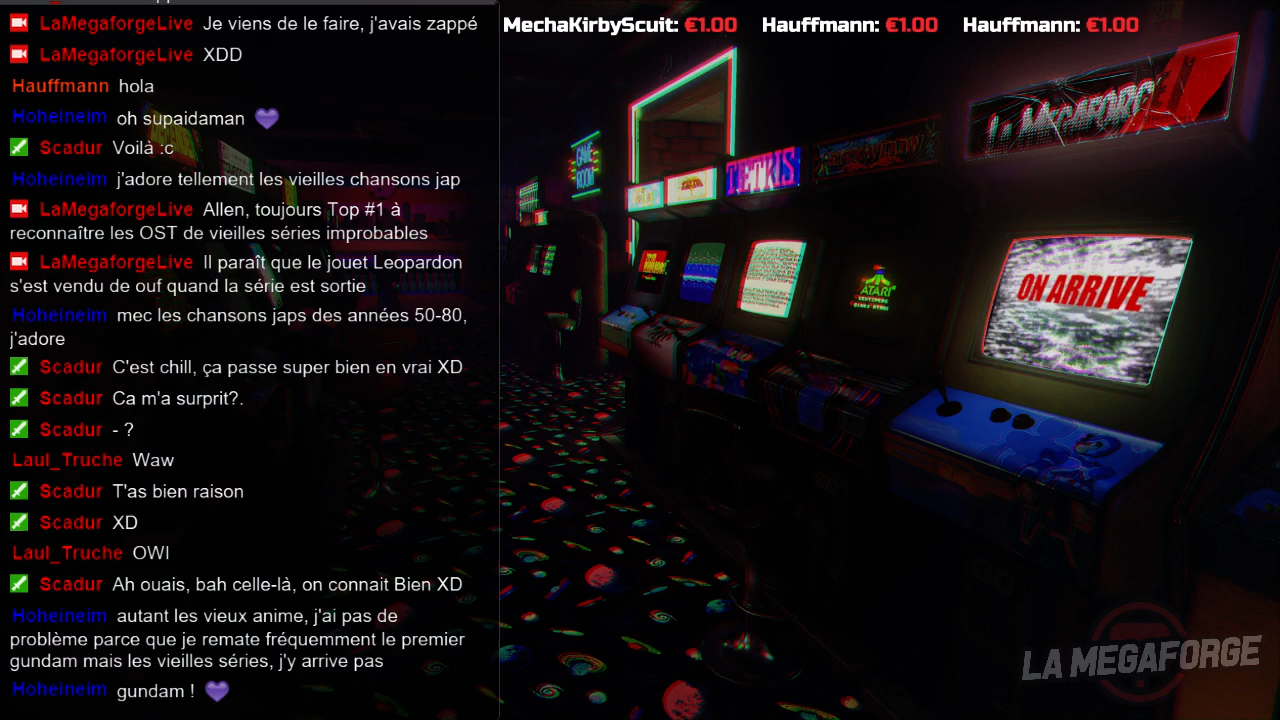 LaMegaforgeLive Je viens de le faire, j'avais zappé
LaMegaforgeLive XDD
Hauffmann hola
Hoheineim oh supaidaman
Scadur Voilà :c
Hoheineim j'adore tellement les vieilles chansons jap
LaMegaforgeLive Allen, toujours Top #1 à
reconnaître les OST de vieilles séries improbables
LaMegaforgeLive Il paraît que le jouet Leopardon
s'est vendu de ouf quand la série est sortie
Hoheineim mec les chansons japs des années 50-80,
j'adore
Scadur C'est chill, ça passe super bien en vrai XD
Scadur Ca m'a surprit?.
Scadur - ?
Laul_Truche Waw
Scadur T'as bien raison
Scadur XD
Laul_Truche OWI
Scadur Ah ouais, bah celle-là, on connait Bien XD
Hoheineim autant les vieux anime, j'ai pas de
problème parce que je remate fréquemment le premier
gundam mais les vieilles séries, j'y arrive pas
Hoheineim gundam !
MechaKirbyScuit: €1.00 Hauffmann: €1.00 Hauffmann: €1.00
LA MEGAFORGE
GAME
ROOM
TETRIS
ATARI
ON ARRIVE
LA MEGAFORGE